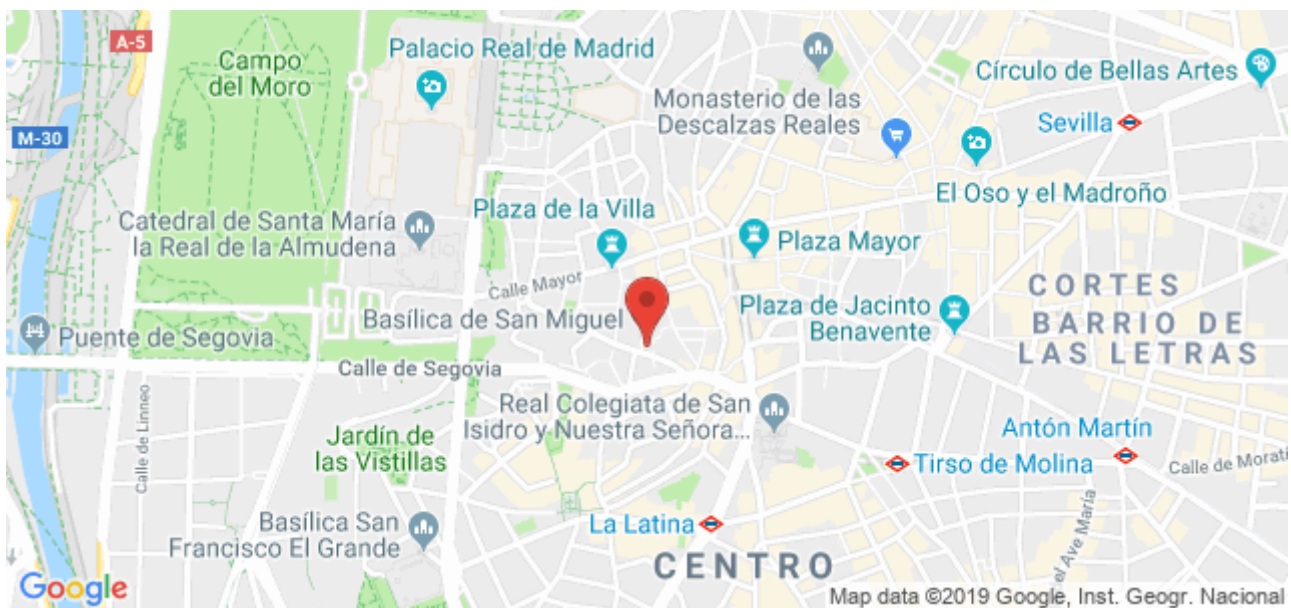 A-5
Campo
del Moro
Palacio Real de Madrid
Círculo de Bellas Artes
Monasterio de las
Descalzas Reales
Sevilla
M-30
El Oso y el Madroño
Catedral de Santa María
la Real de la Almudena
Plaza de la Villa
Plaza Mayor
Calle Mayor
CORTES
BARRIO DE
LAS LETRAS
Plaza de Jacinto
Benavente
Basílica de San Miguel
Puente de Segovia
Calle de Segovia
Real Colegiata de San
Isidro y Nuestra Señora...
Calle de Linneo
Jardín de
las Vistillas
Antón Martín
Tirso de Molina
Calle de Morati
La Latina
Basílica San
Francisco El Grande
el Ave María
CENTRO
Google
Map data ©2019 Google, Inst. Geogr. Nacional